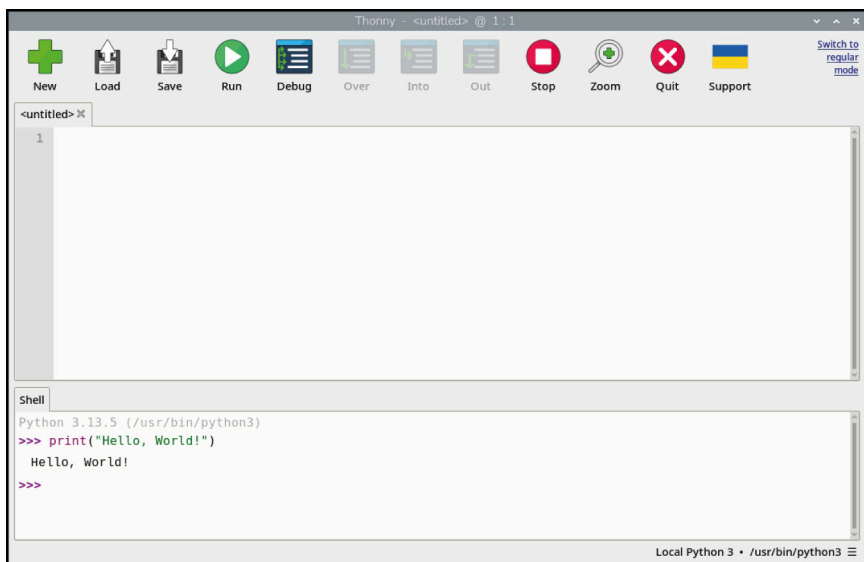 Thonny - <untitled> @ 1:1
New Load Save Run Debug Over Into Out Stop Zoom Quit Support
Switch to
regular
mode
<untitled>
1
Shell
Python 3.13.5 (/usr/bin/python3)
>>> print("Hello, World!")
Hello, World!
>>>
Local Python 3 • /usr/bin/python3 ☰